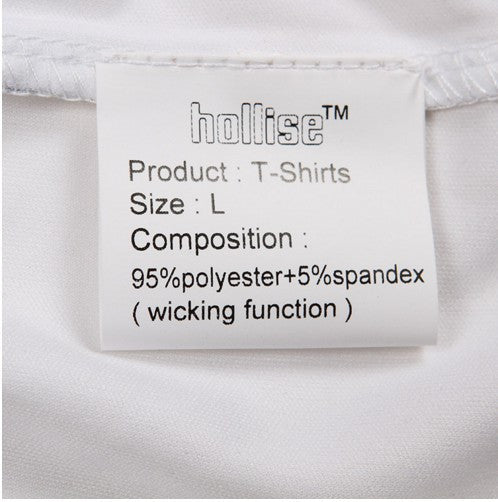 hollise™
Product : T-Shirts
Size : L
Composition :
95%polyester+5%spandex
( wicking function )